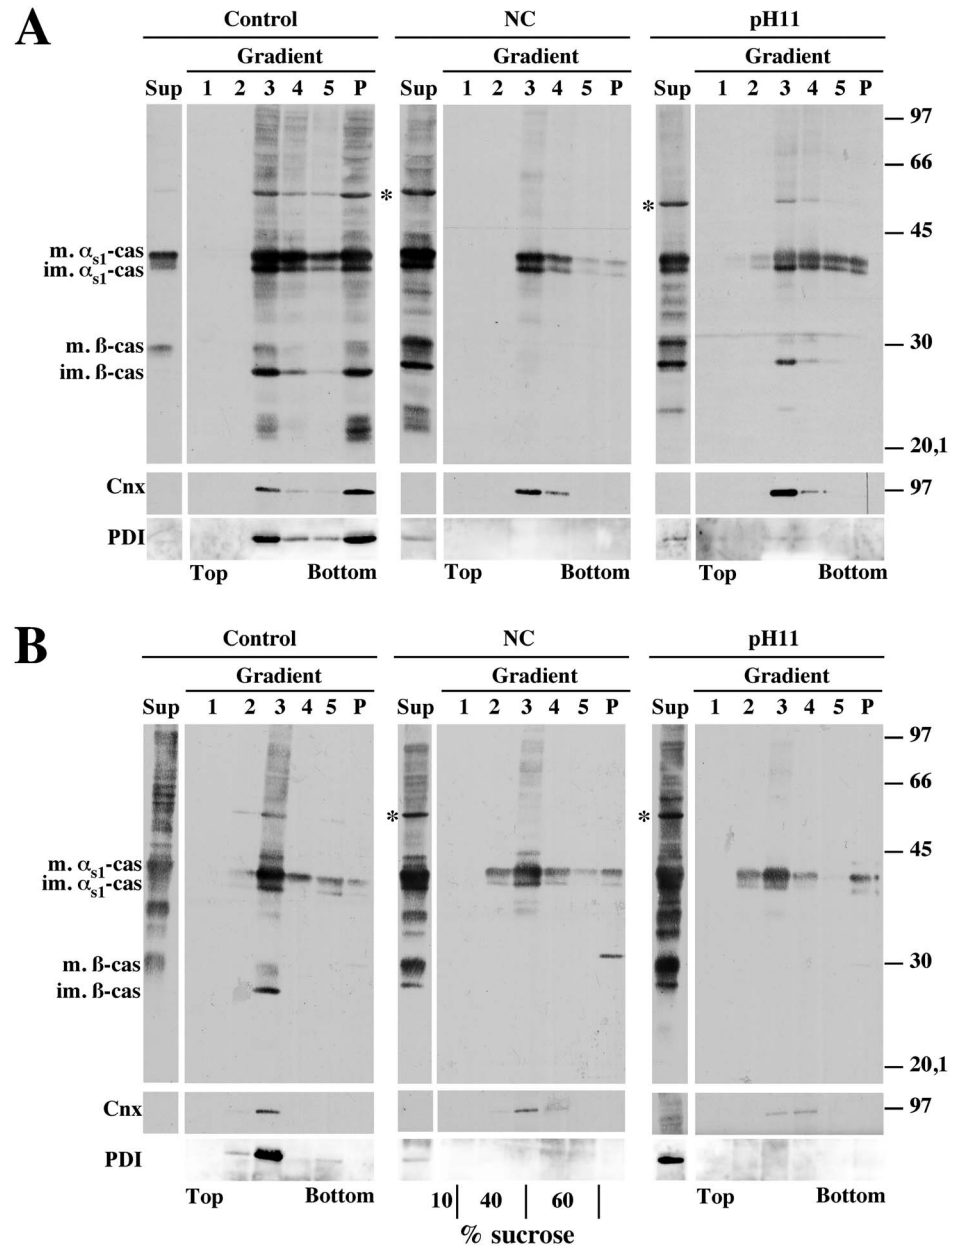 A
Control NC pH11
Gradient Gradient Gradient
Sup 1 2 3 4 5 P Sup 1 2 3 4 5 P Sup 1 2 3 4 5 P
97
66
*
*
45
m. αs1-cas
im. αs1-cas
30
m. ß-cas
im. ß-cas
20,1
Cnx 97
PDI
Top Bottom Top Bottom Top Bottom
B
Control NC pH11
Gradient Gradient Gradient
Sup 1 2 3 4 5 P Sup 1 2 3 4 5 P Sup 1 2 3 4 5 P
97
66
* *
45
m. αs1-cas
im. αs1-cas
30
m. ß-cas
im. ß-cas
20,1
Cnx 97
PDI
Top Bottom 10 40 60 Top Bottom
% sucrose